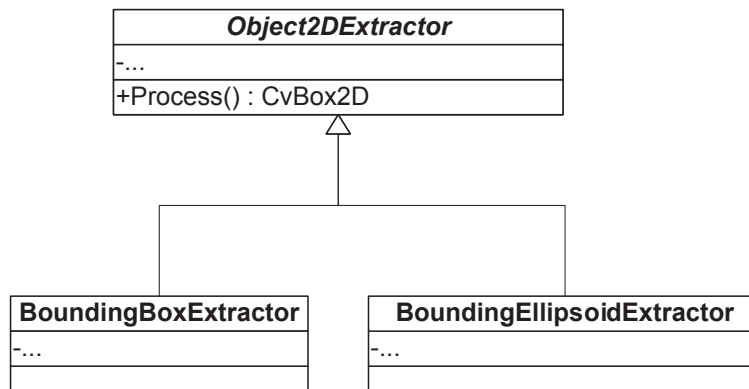 Object2DExtractor
-...
+Process() : CvBox2D
BoundingBoxExtractor
-...
BoundingEllipsoidExtractor
-...